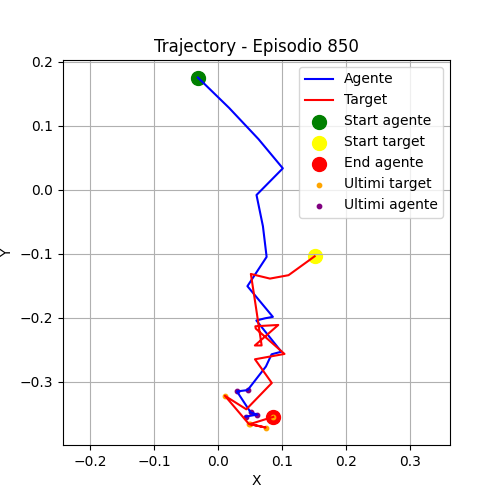 Trajectory - Episodio 850
Agente
Target
Start agente
Start target
End agente
Ultimi target
Ultimi agente
0.2
0.1
0.0
−0.1
−0.2
−0.3
Y
−0.2 −0.1 0.0 0.1 0.2 0.3
X